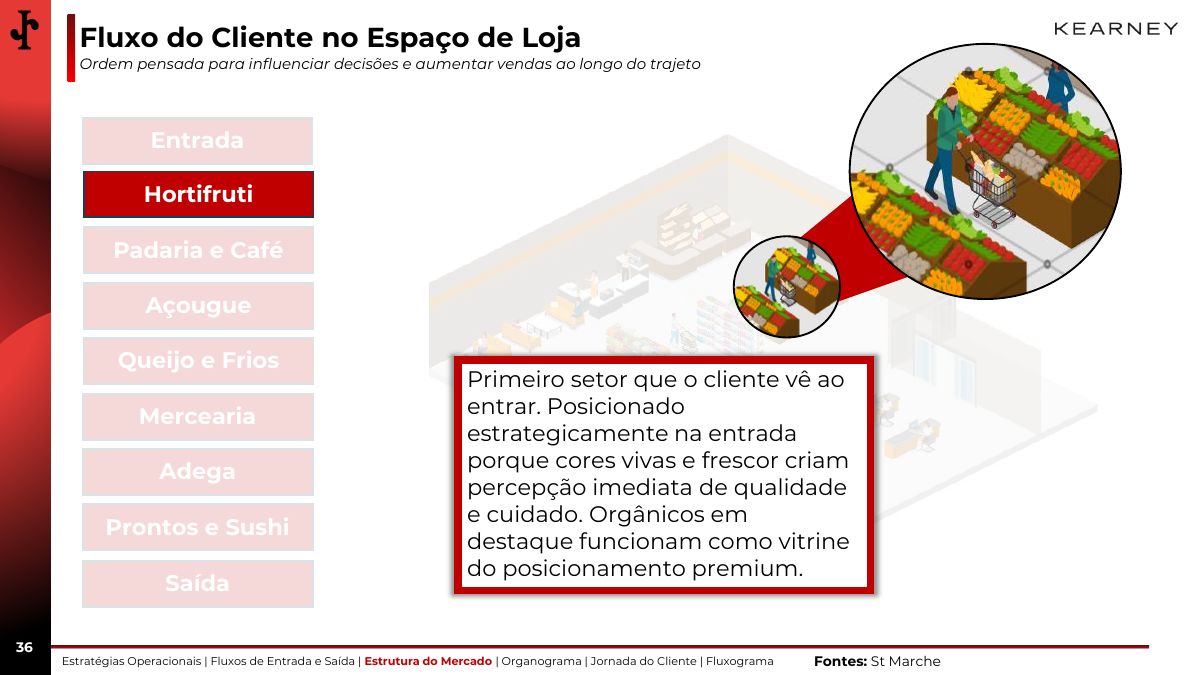 Fluxo do Cliente no Espaço de Loja
Ordem pensada para influenciar decisões e aumentar vendas ao longo do trajeto
KEARNEY
Entrada
Hortifruti
Padaria e Café
Açougue
Queijo e Frios
Mercearia
Adega
Prontos e Sushi
Saída
Primeiro setor que o cliente vê ao
entrar. Posicionado
estrategicamente na entrada
porque cores vivas e frescor criam
percepção imediata de qualidade
e cuidado. Orgânicos em
destaque funcionam como vitrine
do posicionamento premium.
36
Estratégias Operacionais | Fluxos de Entrada e Saída | Estrutura do Mercado | Organograma | Jornada do Cliente | Fluxograma
Fontes: St Marche